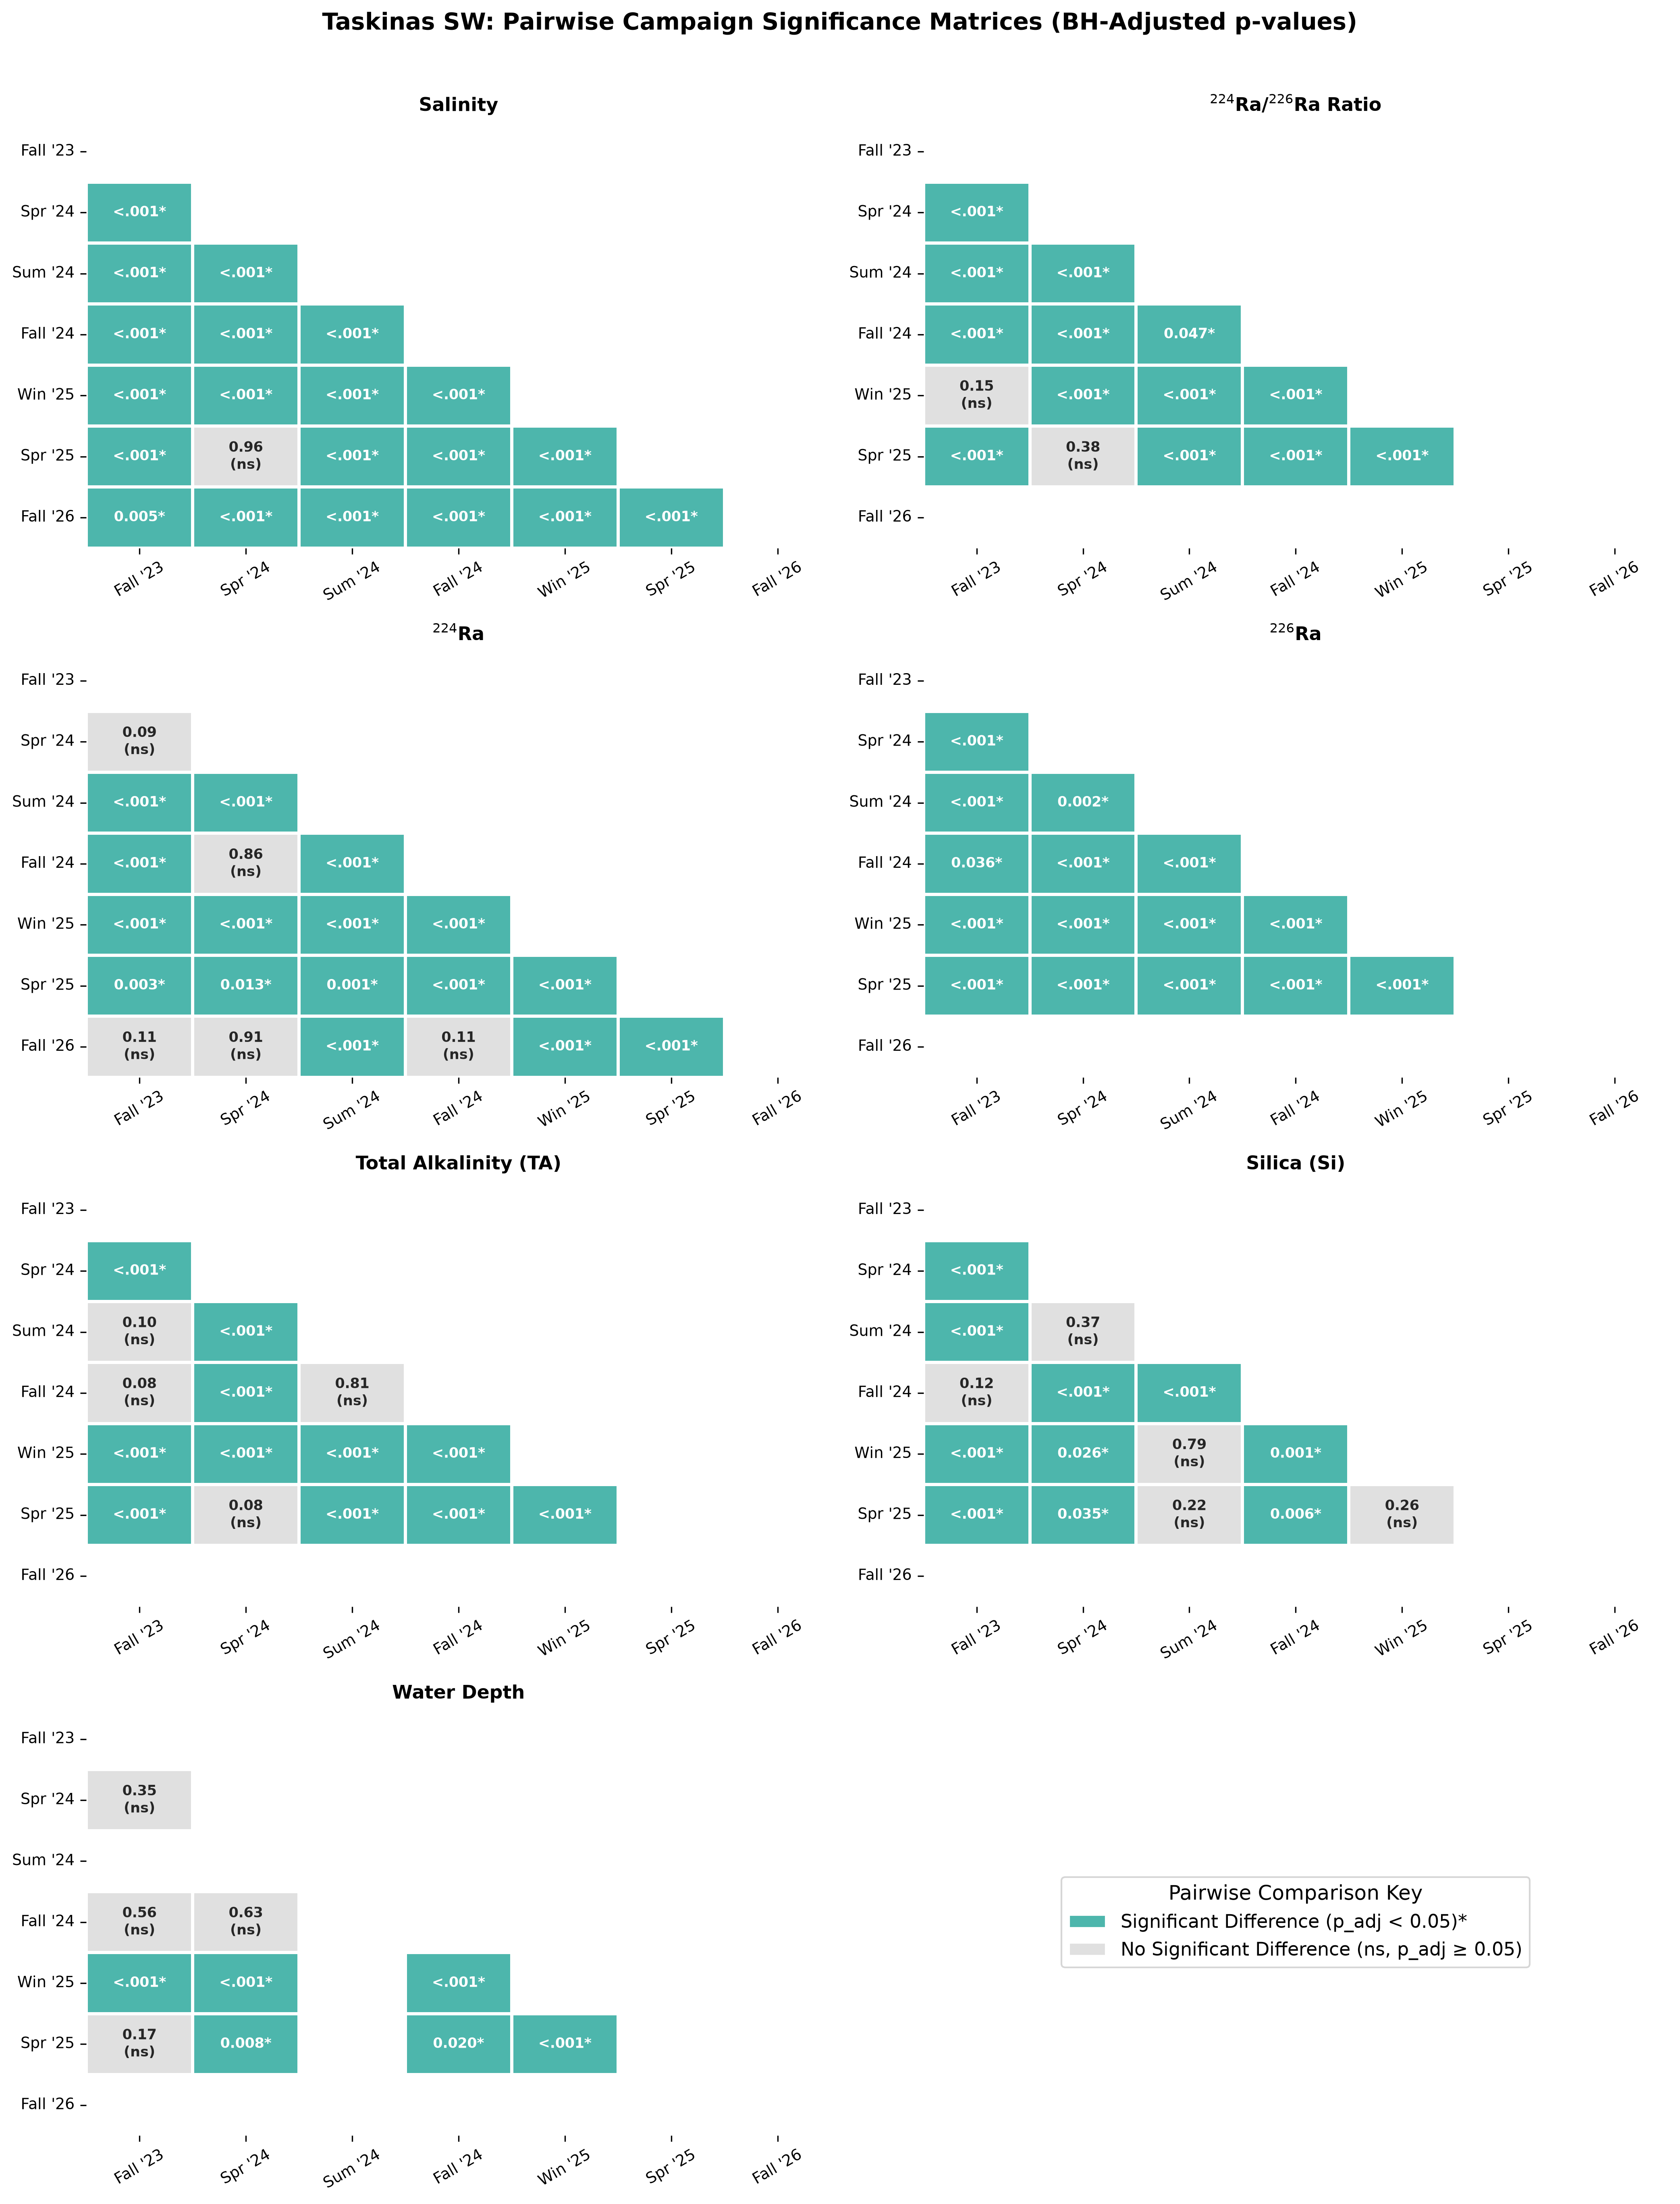 Taskinas SW: Pairwise Campaign Significance Matrices (BH-Adjusted p-values)
Salinity
Fall '23
Spr '24 <.001*
Sum '24 <.001* <.001*
Fall '24 <.001* <.001* <.001*
Win '25 <.001* <.001* <.001* <.001*
Spr '25 <.001* 0.96 (ns) <.001* <.001* <.001*
Fall '26 0.005* <.001* <.001* <.001* <.001* <.001*
Fall '23 Spr '24 Sum '24 Fall '24 Win '25 Spr '25 Fall '26
²²⁴Ra/²²⁶Ra Ratio
Fall '23
Spr '24 <.001*
Sum '24 <.001* <.001*
Fall '24 <.001* <.001* 0.047*
Win '25 0.15 (ns) <.001* <.001* <.001*
Spr '25 <.001* 0.38 (ns) <.001* <.001* <.001*
Fall '26
Fall '23 Spr '24 Sum '24 Fall '24 Win '25 Spr '25 Fall '26
²²⁴Ra
Fall '23
Spr '24 0.09 (ns)
Sum '24 <.001* <.001*
Fall '24 <.001* 0.86 (ns) <.001*
Win '25 <.001* <.001* <.001* <.001*
Spr '25 0.003* 0.013* 0.001* <.001* <.001*
Fall '26 0.11 (ns) 0.91 (ns) <.001* 0.11 (ns) <.001* <.001*
Fall '23 Spr '24 Sum '24 Fall '24 Win '25 Spr '25 Fall '26
²²⁶Ra
Fall '23
Spr '24 <.001*
Sum '24 <.001* 0.002*
Fall '24 0.036* <.001* <.001*
Win '25 <.001* <.001* <.001* <.001*
Spr '25 <.001* <.001* <.001* <.001* <.001*
Fall '26
Fall '23 Spr '24 Sum '24 Fall '24 Win '25 Spr '25 Fall '26
Total Alkalinity (TA)
Fall '23
Spr '24 <.001*
Sum '24 0.10 (ns) <.001*
Fall '24 0.08 (ns) <.001* 0.81 (ns)
Win '25 <.001* <.001* <.001* <.001*
Spr '25 <.001* 0.08 (ns) <.001* <.001* <.001*
Fall '26
Fall '23 Spr '24 Sum '24 Fall '24 Win '25 Spr '25 Fall '26
Silica (Si)
Fall '23
Spr '24 <.001*
Sum '24 <.001* 0.37 (ns)
Fall '24 0.12 (ns) <.001* <.001*
Win '25 <.001* 0.026* 0.79 (ns) 0.001*
Spr '25 <.001* 0.035* 0.22 (ns) 0.006* 0.26 (ns)
Fall '26
Fall '23 Spr '24 Sum '24 Fall '24 Win '25 Spr '25 Fall '26
Water Depth
Fall '23
Spr '24 0.35 (ns)
Sum '24
Fall '24 0.56 (ns) 0.63 (ns)
Win '25 <.001* <.001* <.001*
Spr '25 0.17 (ns) 0.008* 0.020* <.001*
Fall '26
Fall '23 Spr '24 Sum '24 Fall '24 Win '25 Spr '25 Fall '26
Pairwise Comparison Key
Significant Difference (p_adj < 0.05)*
No Significant Difference (ns, p_adj ≥ 0.05)